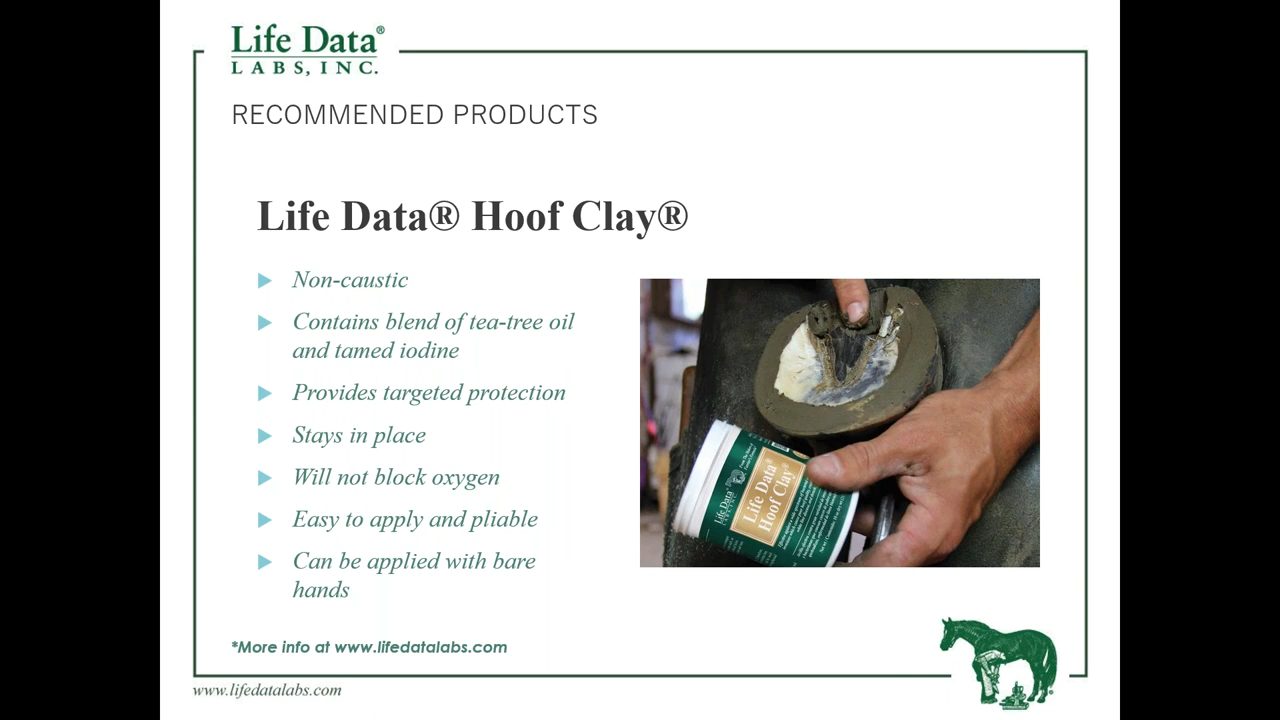 Life Data®
LABS, INC.
RECOMMENDED PRODUCTS
Life Data® Hoof Clay®
Non-caustic
Contains blend of tea-tree oil
and tamed iodine
Provides targeted protection
Stays in place
Will not block oxygen
Easy to apply and pliable
Can be applied with bare
hands
Life Data®
Hoof Clay®
*More info at www.lifedatalabs.com
www.lifedatalabs.com